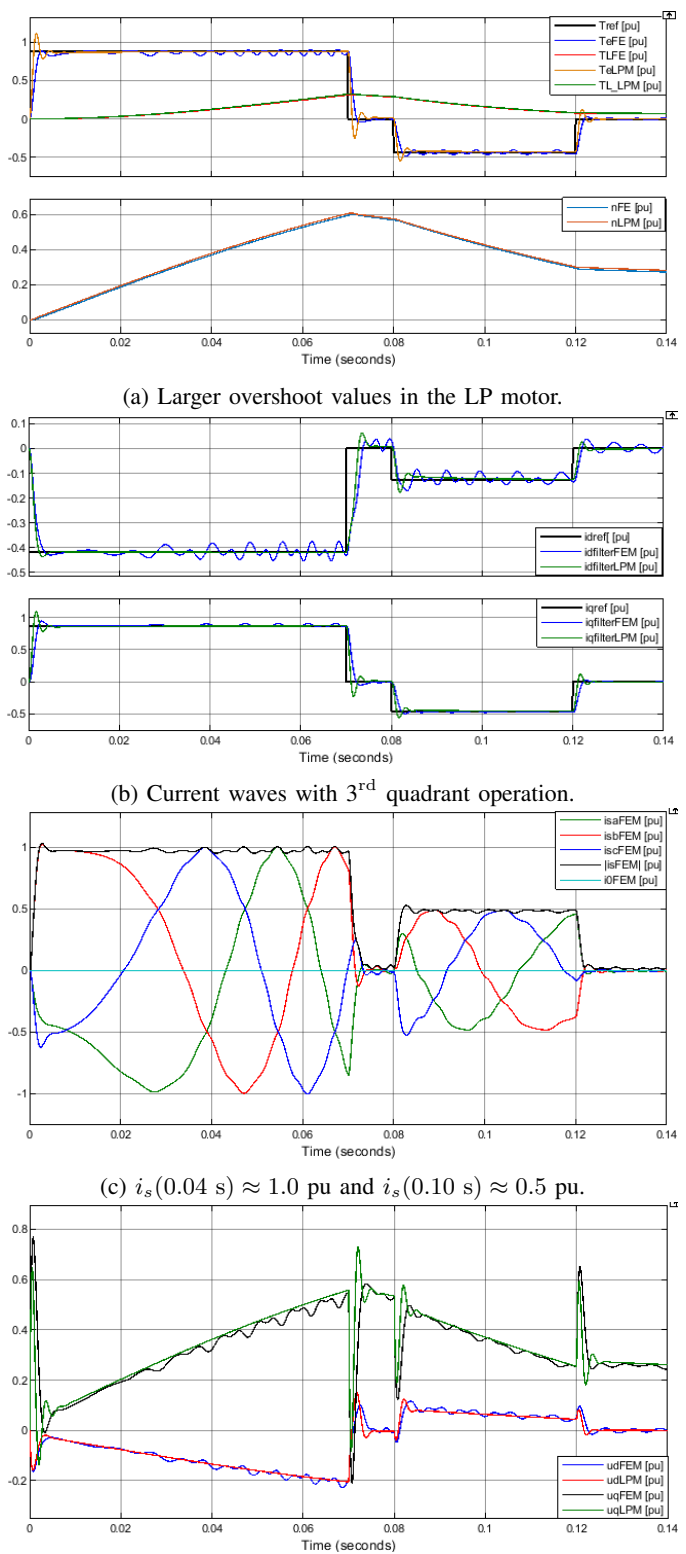 Tref [pu]
TeFE [pu]
TLFE [pu]
TeLPM [pu]
TL_LPM [pu]
1
0.5
0
-0.5
nFE [pu]
nLPM [pu]
0.6
0.4
0.2
0
0 0.02 0.04 0.06 0.08 0.1 0.12 0.14
Time (seconds)
(a) Larger overshoot values in the LP motor.
0.1
0
-0.1
-0.2
-0.3
-0.4
-0.5
idref[ [pu]
idfilterFEM [pu]
idfilterLPM [pu]
iqref [pu]
iqfilterFEM [pu]
iqfilterLPM [pu]
1
0.5
0
-0.5
0 0.02 0.04 0.06 0.08 0.1 0.12 0.14
Time (seconds)
(b) Current waves with 3rd quadrant operation.
isaFEM [pu]
isbFEM [pu]
iscFEM [pu]
|isFEM| [pu]
i0FEM [pu]
1
0.5
0
-0.5
-1
0 0.02 0.04 0.06 0.08 0.1 0.12 0.14
Time (seconds)
(c) is(0.04 s) ≈ 1.0 pu and is(0.10 s) ≈ 0.5 pu.
0.8
0.6
0.4
0.2
0
-0.2
udFEM [pu]
udLPM [pu]
uqFEM [pu]
uqLPM [pu]
0 0.02 0.04 0.06 0.08 0.1 0.12 0.14
Time (seconds)